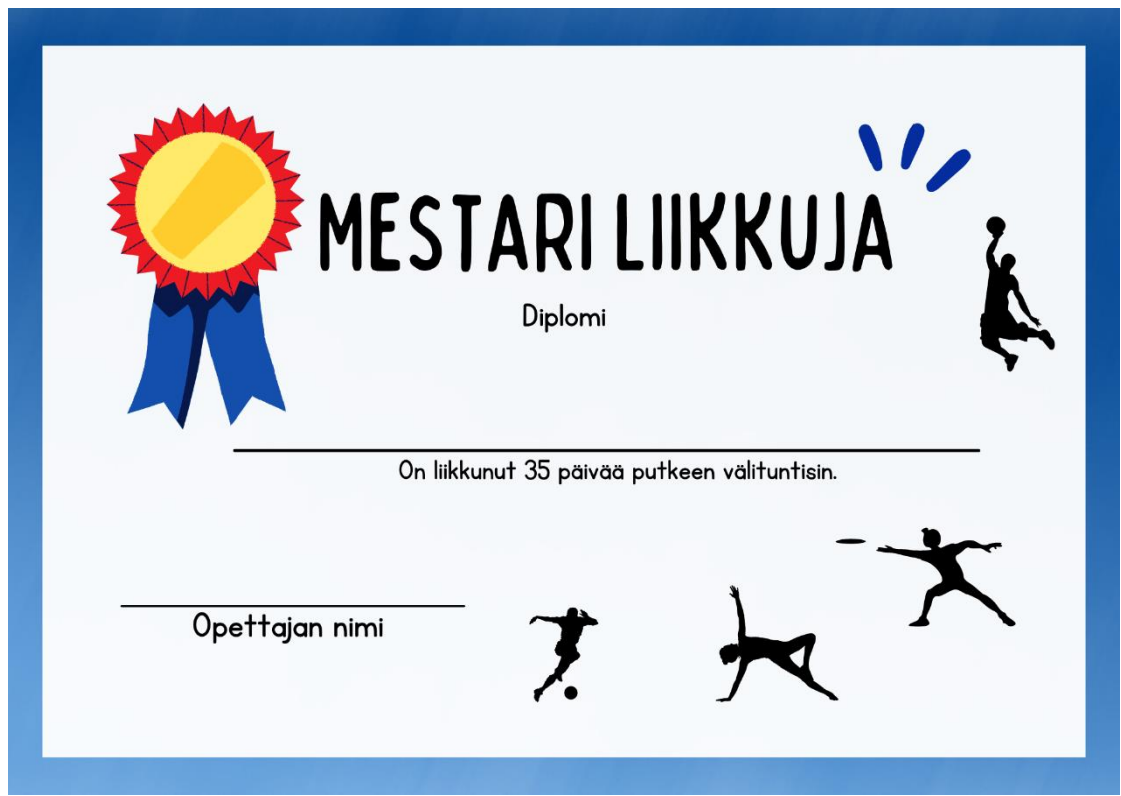 MESTARI LIIKKUJA
Diplomi
On liikkunut 35 päivää putkeen välituntisin.
Opettajan nimi